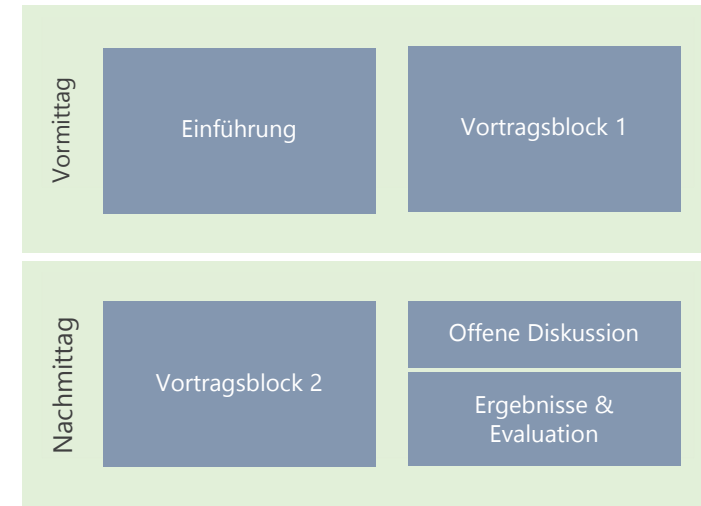 Vormittag
Einführung
Vortragsblock 1
Nachmittag
Vortragsblock 2
Offene Diskussion
Ergebnisse &
Evaluation